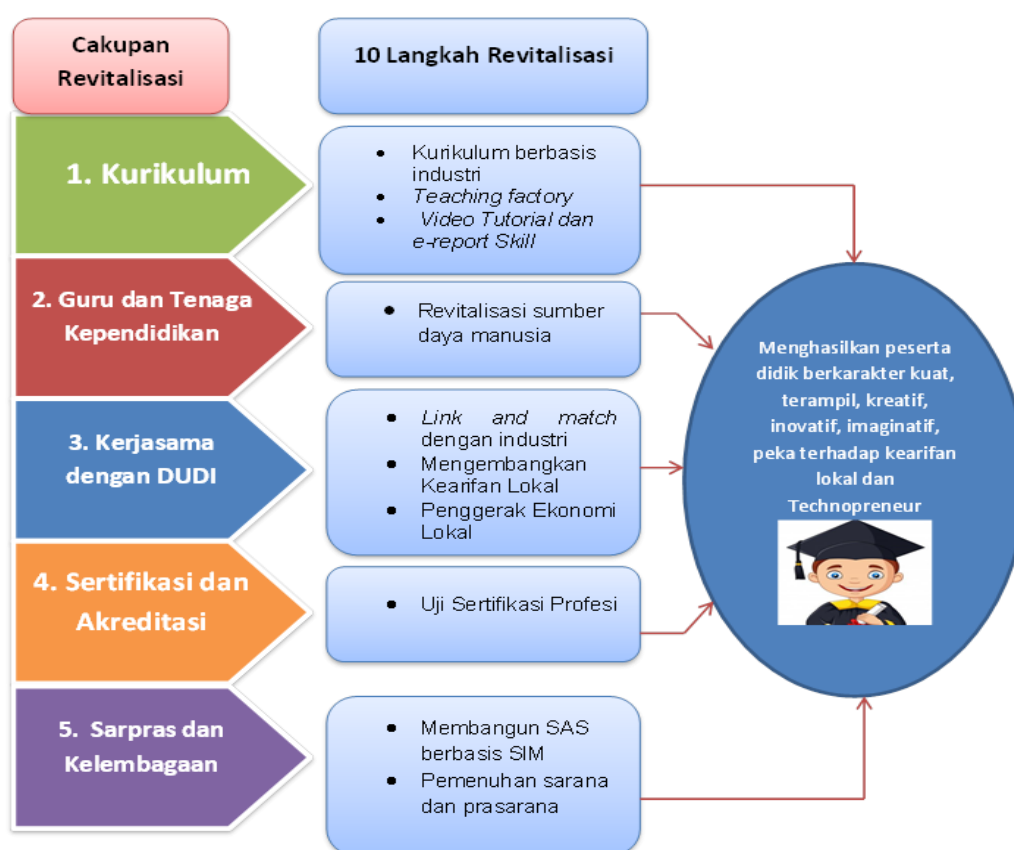 Cakupan
Revitalisasi
10 Langkah Revitalisasi
1. Kurikulum
• Kurikulum berbasis
industri
• Teaching factory
• Video Tutorial dan
e-report Skill
2. Guru dan Tenaga
Kependidikan
• Revitalisasi sumber
daya manusia
3. Kerjasama
dengan DUDI
• Link and match
dengan industri
• Mengembangkan
Kearifan Lokal
• Penggerak Ekonomi
Lokal
4. Sertifikasi dan
Akreditasi
• Uji Sertifikasi Profesi
5. Sarpras dan
Kelembagaan
• Membangun SAS
berbasis SIM
• Pemenuhan sarana
dan prasarana
Menghasilkan peserta
didik berkarakter kuat,
terampil, kreatif,
inovatif, imaginatif,
peka terhadap kearifan
lokal dan
Technopreneur